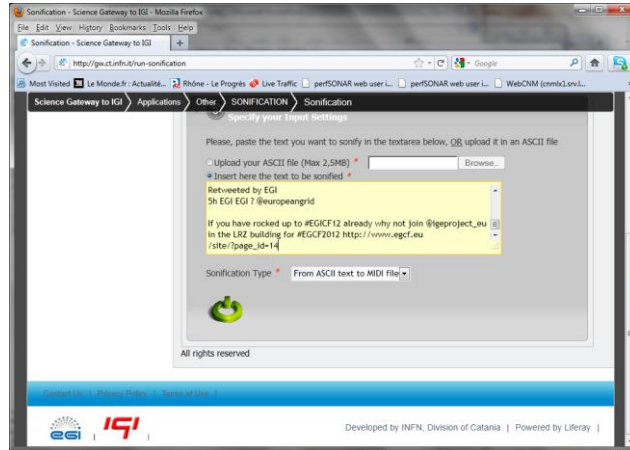 Sonification - Science Gateway to IGI - Mozilla Firefox
File Edit View History Bookmarks Tools Help
Sonification - Science Gateway to IGI +
http://gw.ct.infn.it/run-sonification Google
Most Visited Le Monde.fr : Actualité... Rhône - Le Progrès Live Traffic perfSONAR web user i... perfSONAR web user i... WebCNM (cnmlx1.srv.l...
Science Gateway to IGI Applications Other SONIFICATION Sonification
Specify your Input Settings
Please, paste the text you want to sonify in the textarea below, OR upload it in an ASCII file
Upload your ASCII file (Max 2,5MB) * Browse...
Insert here the text to be sonified *
Retweeted by EGI
5h EGI EGI ? @europeangrid
If you have rocked up to #EGICF12 already why not join @igeproject_eu
in the LRZ building for #EGCF2012 http://www.egcf.eu
/site/?page_id=14
Sonification Type * From ASCII text to MIDI file
All rights reserved
Contact Us | Privacy Policy | Terms of Use |
egi | IGI |
Developed by INFN, Division of Catania | Powered by Liferay |